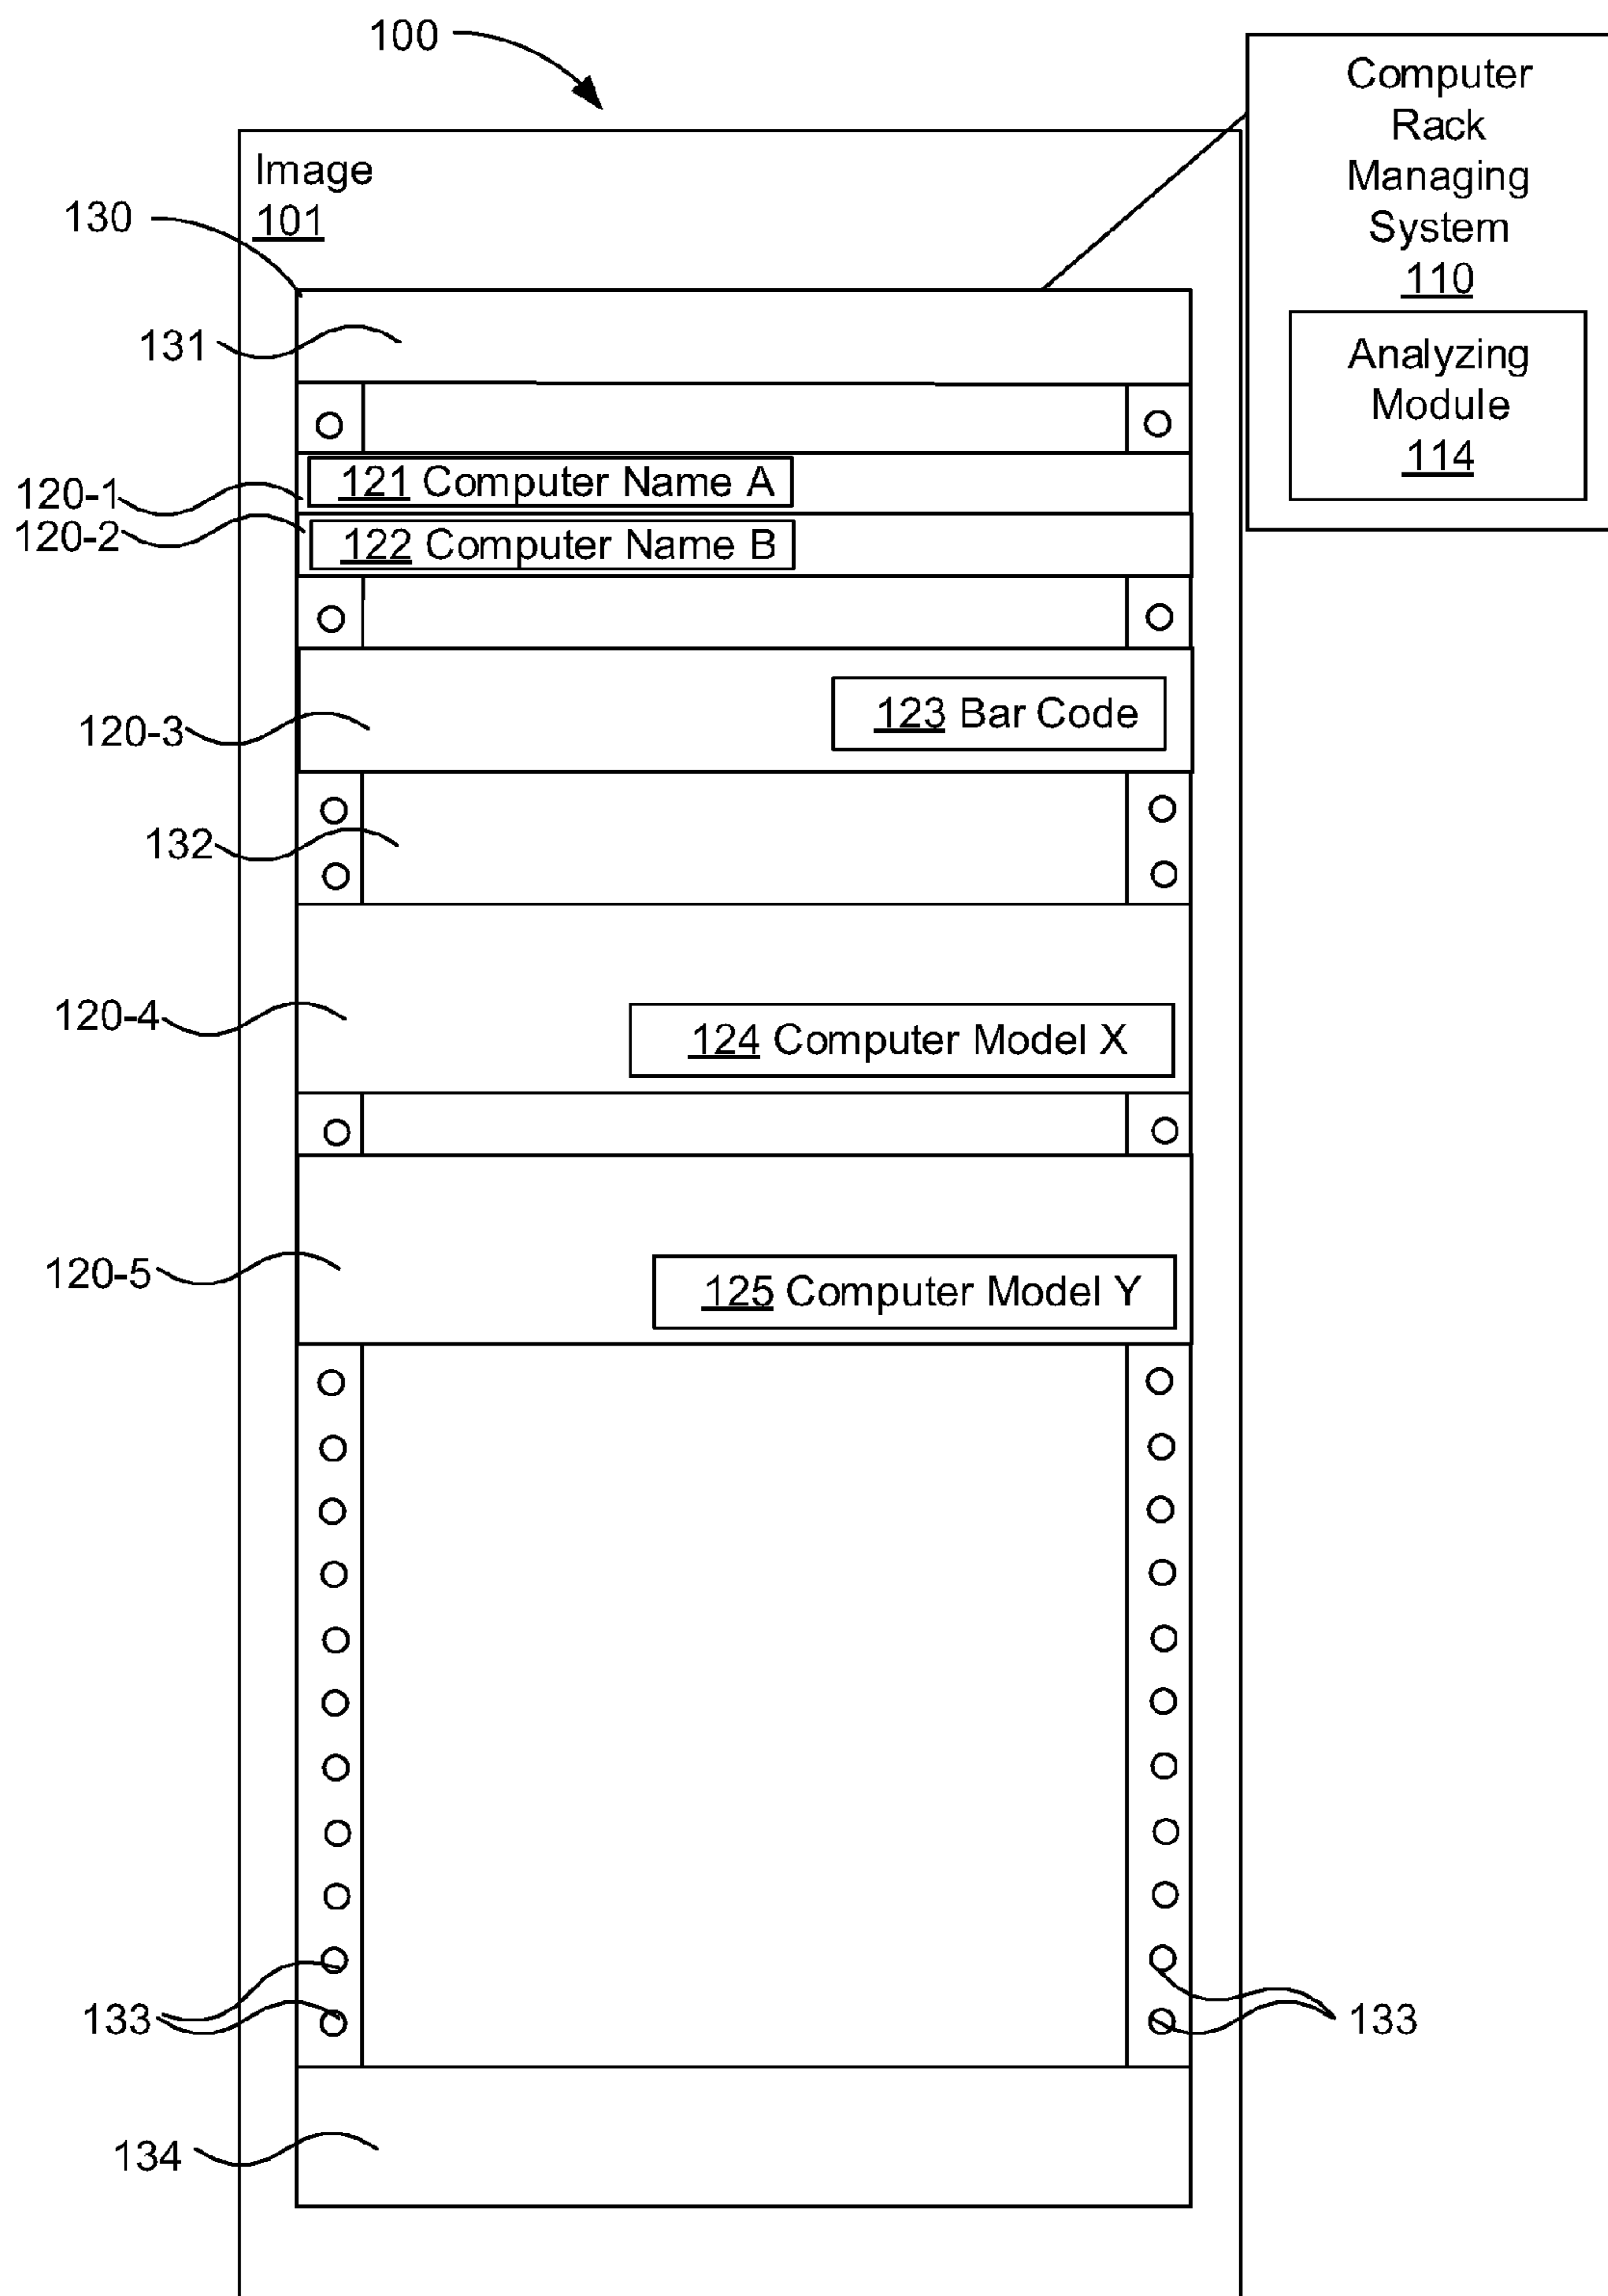 100
Computer
Rack
Managing
System
110
Analyzing
Module
114
Image
101
130
131
120-1
121 Computer Name A
120-2
122 Computer Name B
120-3
123 Bar Code
132
120-4
124 Computer Model X
120-5
125 Computer Model Y
133
133
134